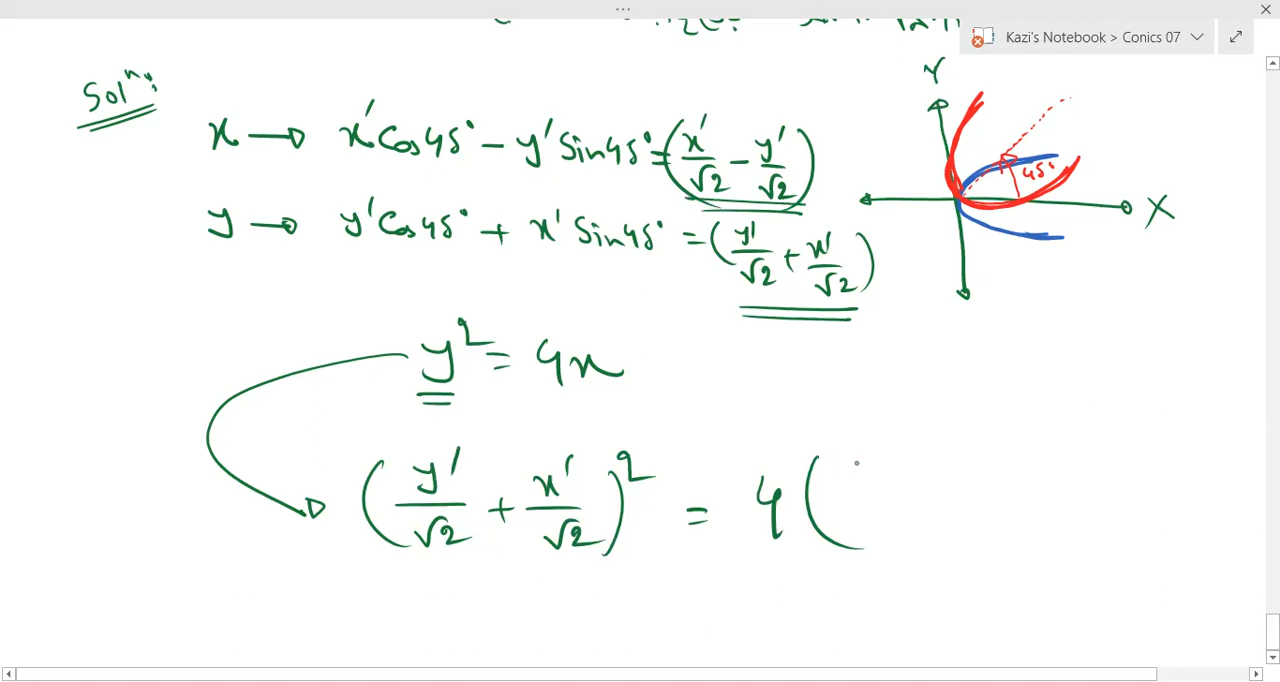 Kazi's Notebook > Conics 07
Solⁿ:
x → x' Cos45° - y' Sin45° = (x'/√2 - y'/√2)
y → y' Cos45° + x' Sin45° = (y'/√2 + x'/√2)
Y
45°
X
y² = 4x
(y'/√2 + x'/√2)² = 4(